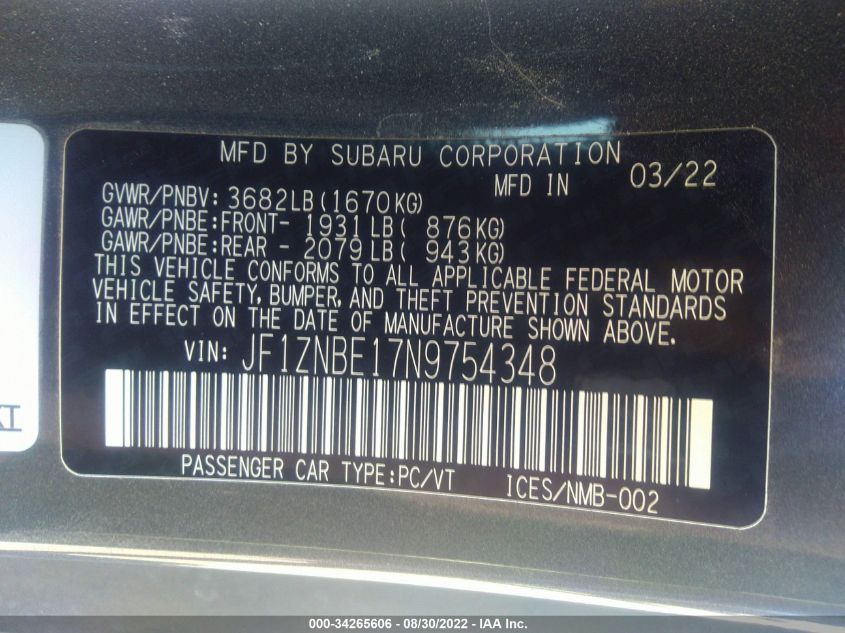 MFD BY SUBARU CORPORATION
MFD IN 03/22
GVWR/PNBV: 3682LB(1670KG)
GAWR/PNBE:FRONT- 1931LB( 876KG)
GAWR/PNBE:REAR - 2079LB( 943KG)
THIS VEHICLE CONFORMS TO ALL APPLICABLE FEDERAL MOTOR
VEHICLE SAFETY, BUMPER, AND THEFT PREVENTION STANDARDS
IN EFFECT ON THE DATE OF MANUFACTURE SHOWN ABOVE.
VIN: JF1ZNBE17N9754348
PASSENGER CAR TYPE:PC/VT ICES/NMB-002
000-34265606 - 08/30/2022 - IAA Inc.